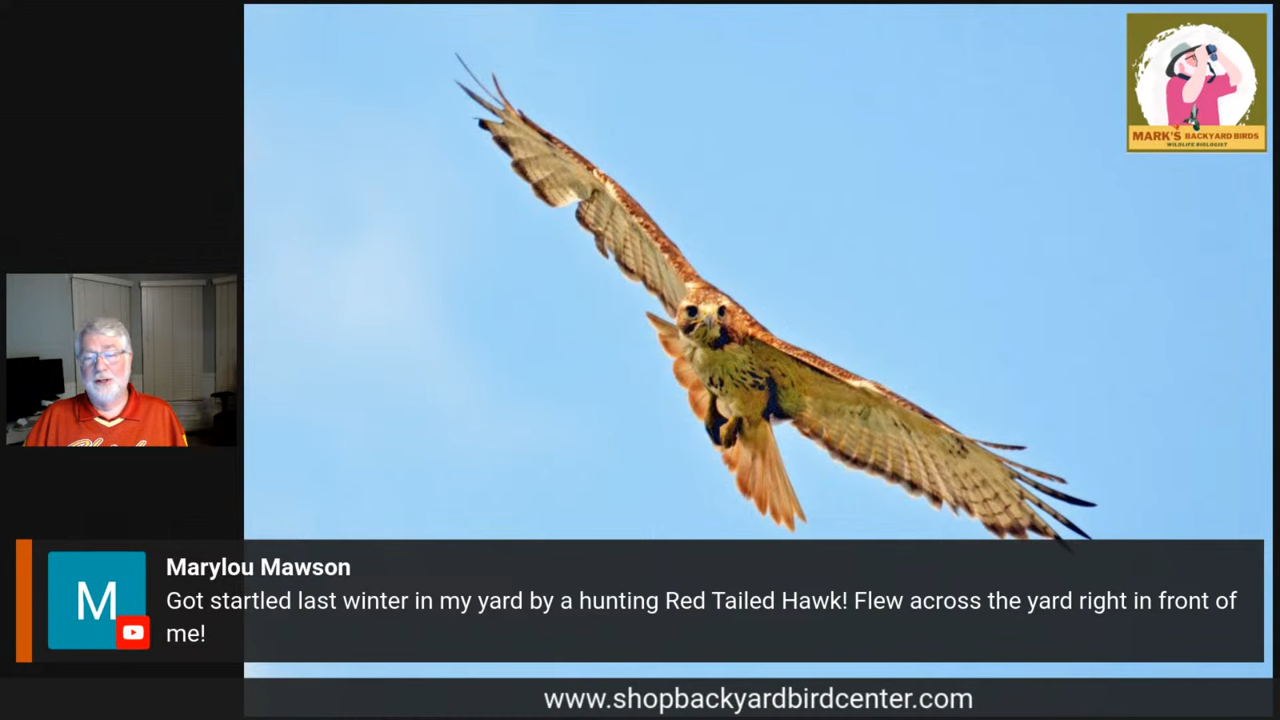 MARK'S BACKYARD BIRDS
WILDLIFE BIOLOGIST
M
Marylou Mawson
Got startled last winter in my yard by a hunting Red Tailed Hawk! Flew across the yard right in front of
me!
www.shopbackyardbirdcenter.com